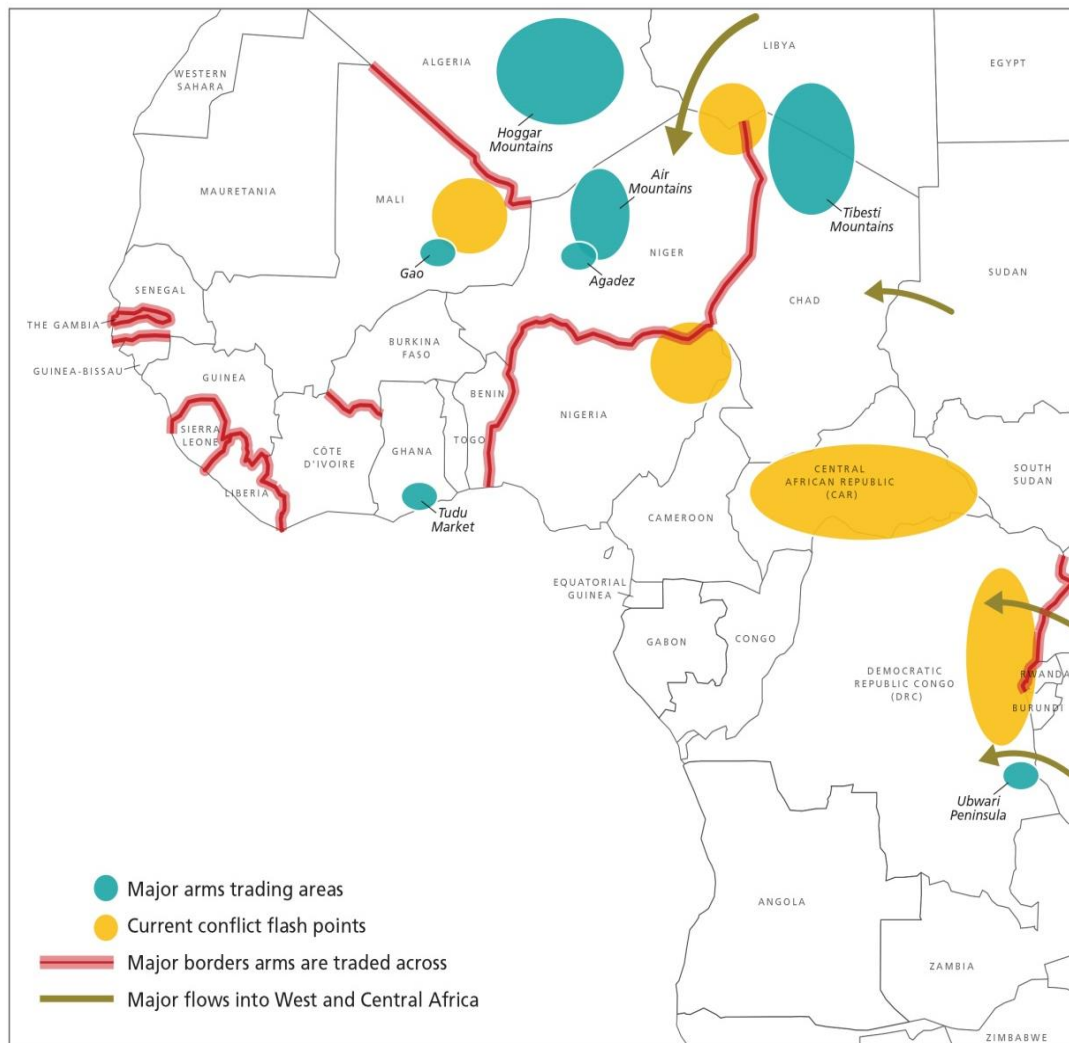 LIBYA
ALGERIA
EGYPT
WESTERN
SAHARA
Hoggar
Mountains
Air
Mountains
MAURETANIA
MALI
Tibesti
Mountains
NIGER
Gao
Agadez
SUDAN
SENEGAL
CHAD
THE GAMBIA
BURKINA
FASO
GUINEA-BISSAU
GUINEA
BENIN
NIGERIA
SIERRA
LEONE
CÔTE
D'IVOIRE
GHANA
TOGO
LIBERIA
CENTRAL
AFRICAN REPUBLIC
(CAR)
SOUTH
SUDAN
Tudu
Market
CAMEROON
EQUATORIAL
GUINEA
GABON
CONGO
DEMOCRATIC
REPUBLIC CONGO
(DRC)
RWANDA
BURUNDI
Ubwari
Peninsula
ANGOLA
ZAMBIA
ZIMBABWE
Major arms trading areas
Current conflict flash points
Major borders arms are traded across
Major flows into West and Central Africa